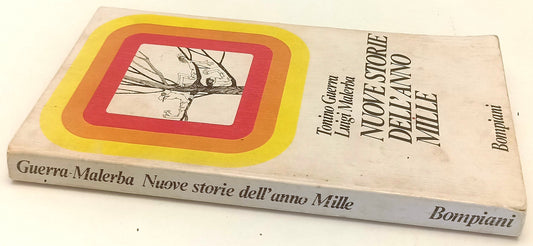 Tonino Guerra
Luigi Malerba
NUOVE STORIE
DELL'ANNO
MILLE
Bompiani
Guerra-Malerba Nuove storie dell'anno Mille Bompiani